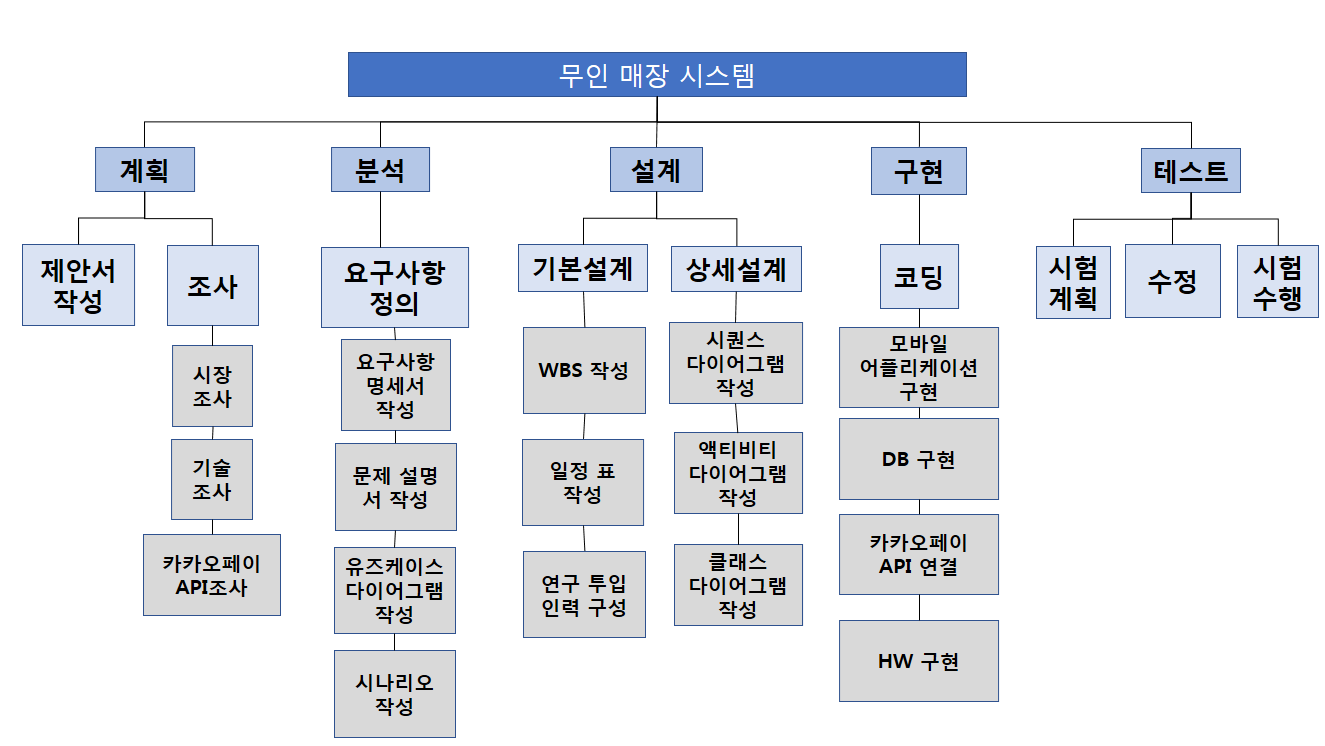 무인 매장 시스템
계획
분석
설계
구현
테스트
제안서
작성
조사
요구사항
정의
기본설계
상세설계
코딩
시험
계획
수정
시험
수행
시장
조사
기술
조사
카카오페이
API조사
요구사항
명세서
작성
문제 설명
서 작성
유즈케이스
다이어그램
작성
시나리오
작성
WBS 작성
일정 표
작성
연구 투입
인력 구성
시퀀스
다이어그램
작성
액티비티
다이어그램
작성
클래스
다이어그램
작성
모바일
어플리케이션
구현
DB 구현
카카오페이
API 연결
HW 구현